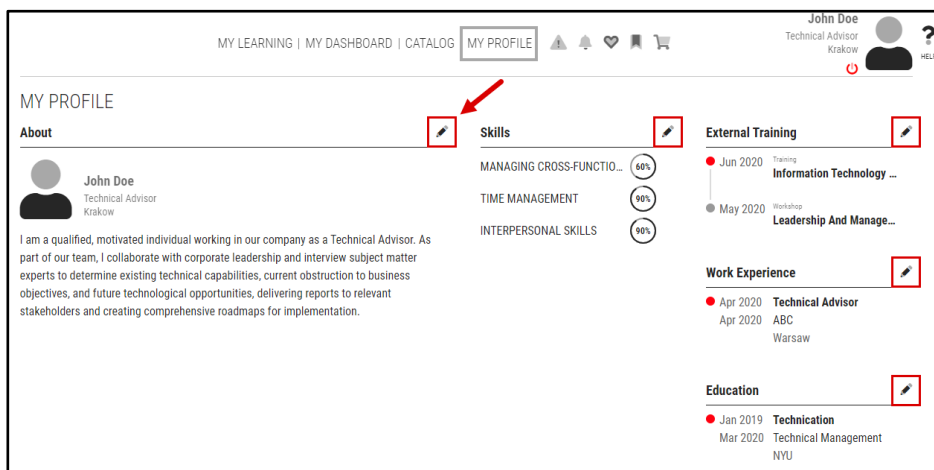 John Doe
Technical Advisor
Krakow
MY LEARNING | MY DASHBOARD | CATALOG MY PROFILE
HELP
MY PROFILE
About
John Doe
Technical Advisor
Krakow
I am a qualified, motivated individual working in our company as a Technical Advisor. As
part of our team, I collaborate with corporate leadership and interview subject matter
experts to determine existing technical capabilities, current obstruction to business
objectives, and future technological opportunities, delivering reports to relevant
stakeholders and creating comprehensive roadmaps for implementation.
Skills
MANAGING CROSS-FUNCTIO... 60%
TIME MANAGEMENT 90%
INTERPERSONAL SKILLS 90%
External Training
Jun 2020 Training
Information Technology ...
May 2020 Workshop
Leadership And Manage...
Work Experience
Apr 2020 Technical Advisor
Apr 2020 ABC
Warsaw
Education
Jan 2019 Technication
Mar 2020 Technical Management
NYU